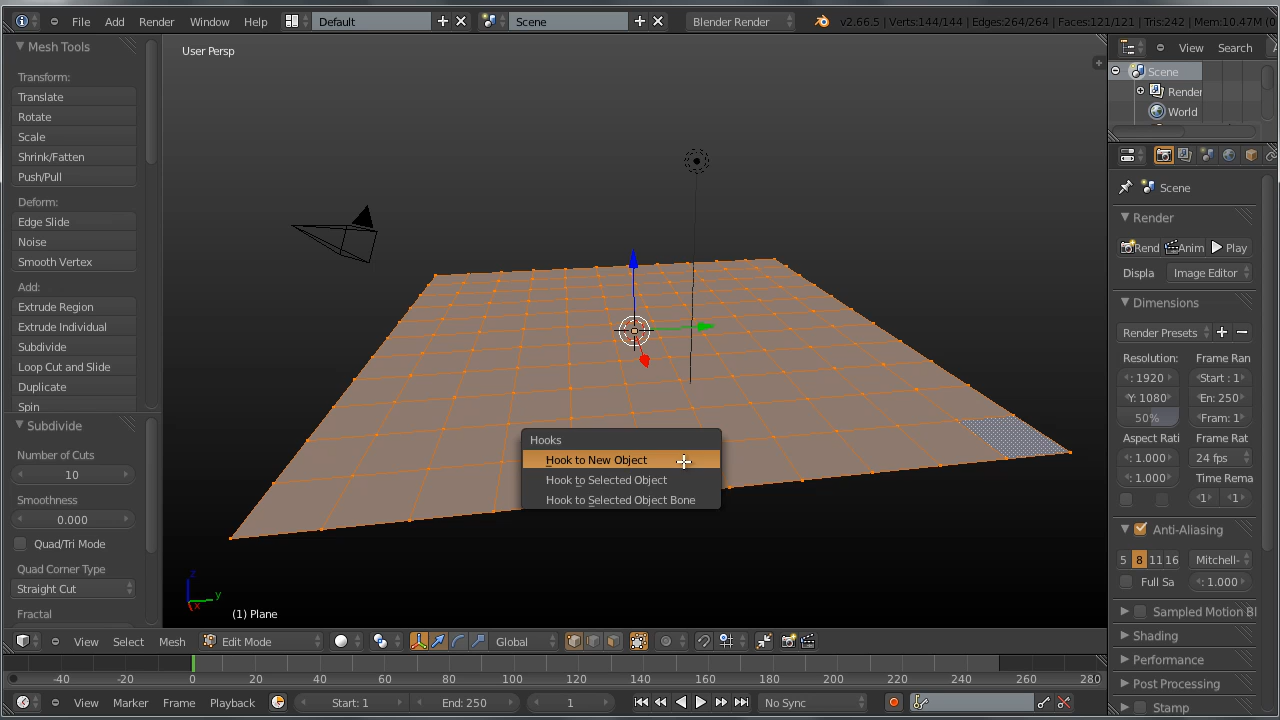 File Add Render Window Help Default Scene Blender Render v2.66.5 | Verts:144/144 | Edges:264/264 | Faces:121/121 | Tris:242 | Mem:10.47M (0
Mesh Tools
Transform:
Translate
Rotate
Scale
Shrink/Fatten
Push/Pull
Deform:
Edge Slide
Noise
Smooth Vertex
Add:
Extrude Region
Extrude Individual
Subdivide
Loop Cut and Slide
Duplicate
Spin
Subdivide
Number of Cuts
10
Smoothness
0.000
Quad/Tri Mode
Quad Corner Type
Straight Cut
Fractal
User Persp
Hooks
Hook to New Object
Hook to Selected Object
Hook to Selected Object Bone
z
y
x
(1) Plane
View Search
Scene
Render
World
Scene
Render
Rend Anim Play
Displa Image Editor
Dimensions
Render Presets
Resolution: Frame Ran
: 1920 Start : 1
Y: 1080 En: 250
50% Fram: 1
Aspect Rati Frame Rat
: 1.000 24 fps
: 1.000 Time Rema
: 1 : 1
Anti-Aliasing
5 8 11 16 Mitchell-
Full Sa : 1.000
Sampled Motion Bl
Shading
Performance
Post Processing
Stamp
View Select Mesh Edit Mode Global
-40 -20 0 20 40 60 80 100 120 140 160 180 200 220 240 260 280
View Marker Frame Playback Start: 1 End: 250 1 No Sync